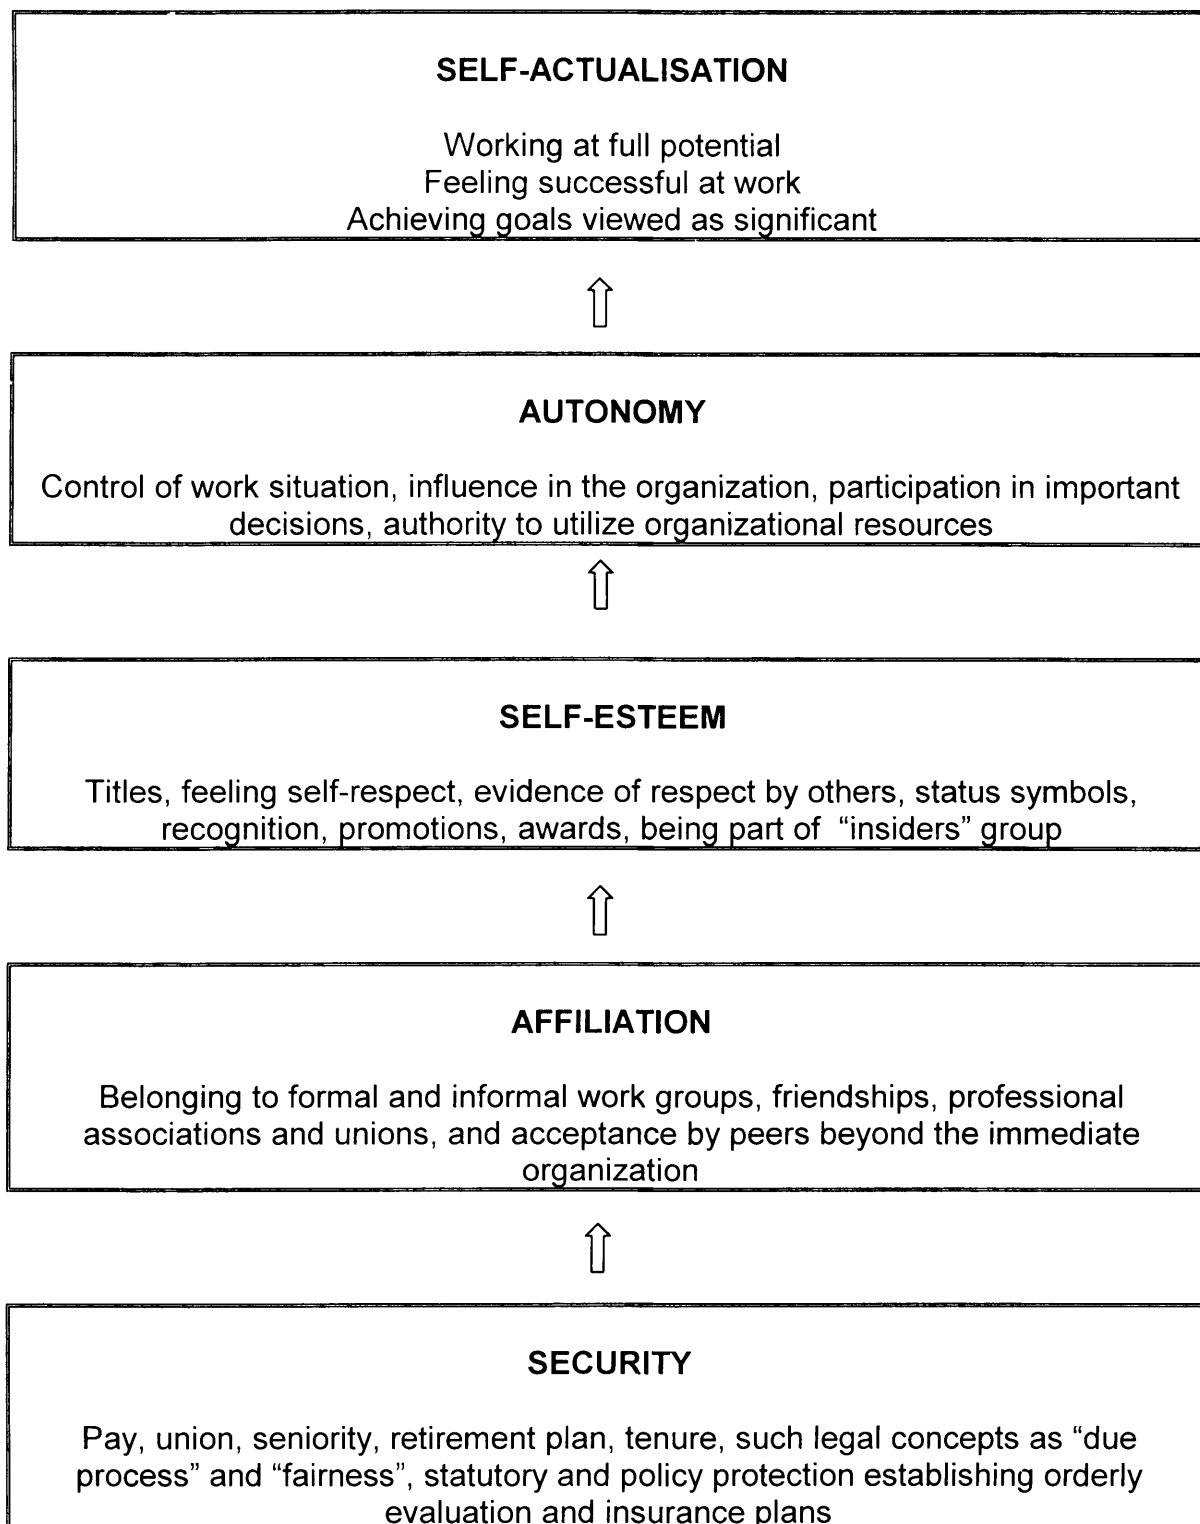 SELF-ACTUALISATION
Working at full potential
Feeling successful at work
Achieving goals viewed as significant
AUTONOMY
Control of work situation, influence in the organization, participation in important
decisions, authority to utilize organizational resources
SELF-ESTEEM
Titles, feeling self-respect, evidence of respect by others, status symbols,
recognition, promotions, awards, being part of “insiders” group
AFFILIATION
Belonging to formal and informal work groups, friendships, professional
associations and unions, and acceptance by peers beyond the immediate
organization
SECURITY
Pay, union, seniority, retirement plan, tenure, such legal concepts as “due
process” and “fairness”, statutory and policy protection establishing orderly
evaluation and insurance plans